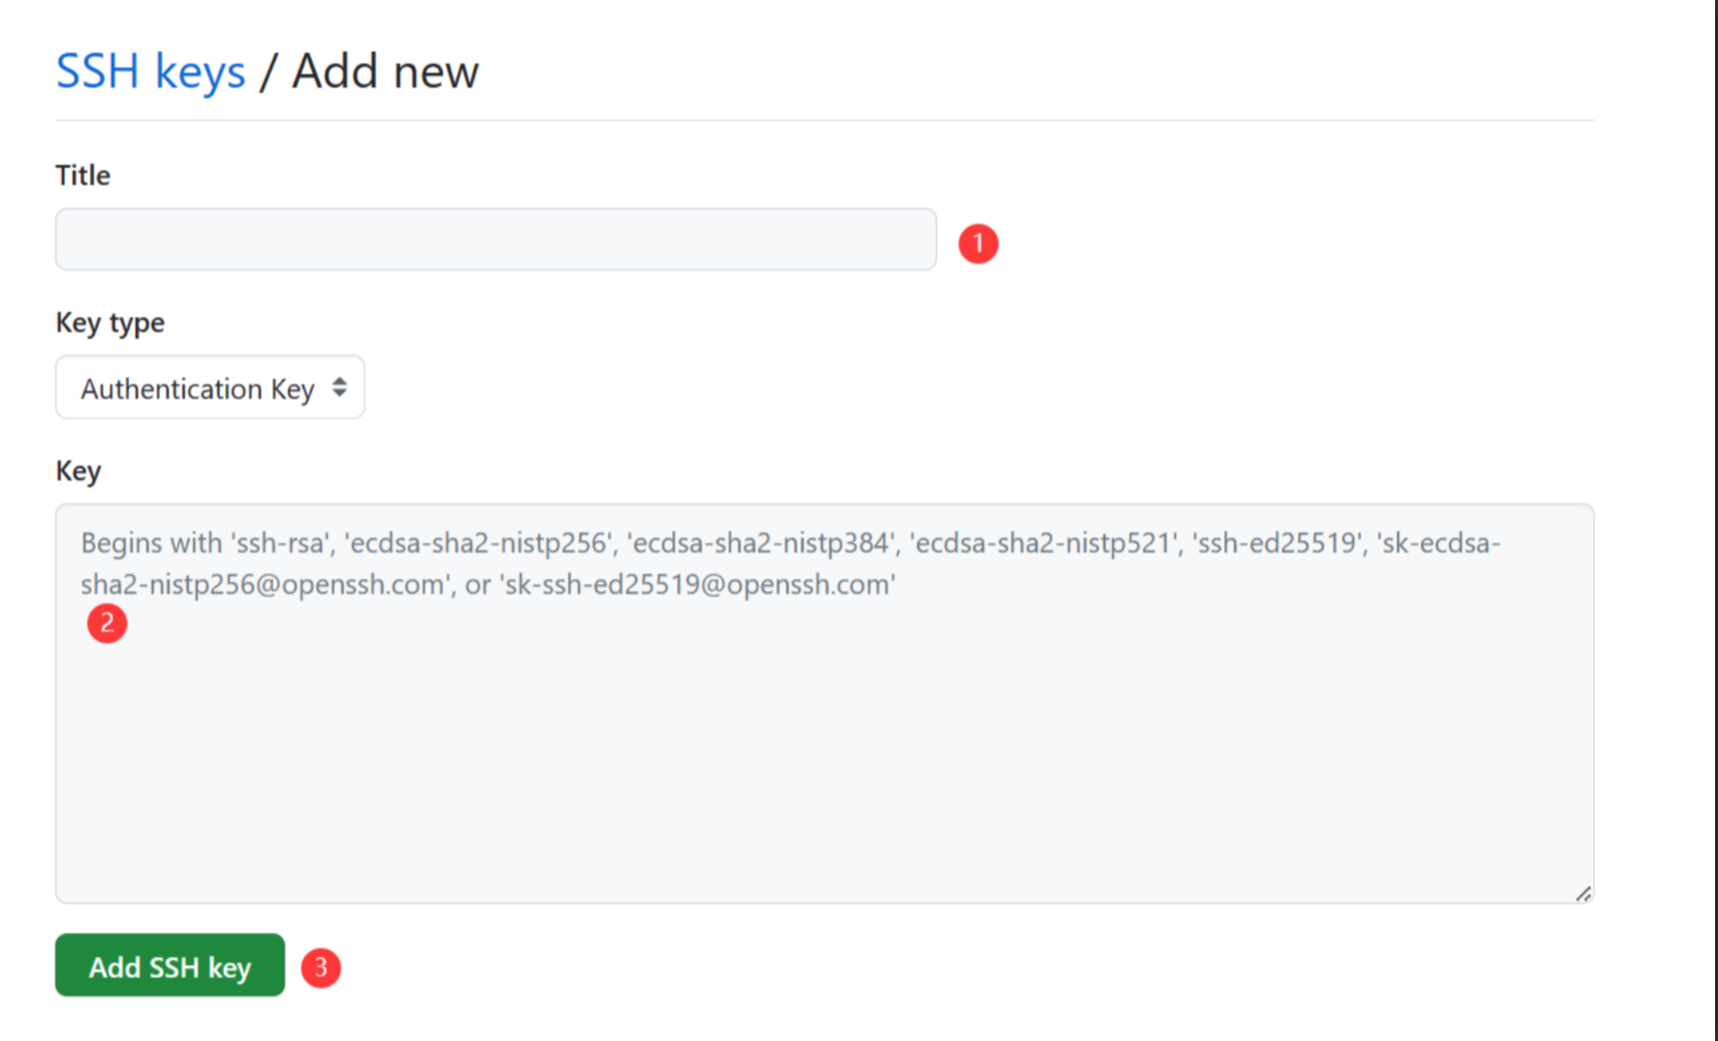 SSH keys / Add new
Title
1
Key type
Authentication Key
Key
Begins with 'ssh-rsa', 'ecdsa-sha2-nistp256', 'ecdsa-sha2-nistp384', 'ecdsa-sha2-nistp521', 'ssh-ed25519', 'sk-ecdsa-
sha2-nistp256@openssh.com', or 'sk-ssh-ed25519@openssh.com'
2
Add SSH key
3